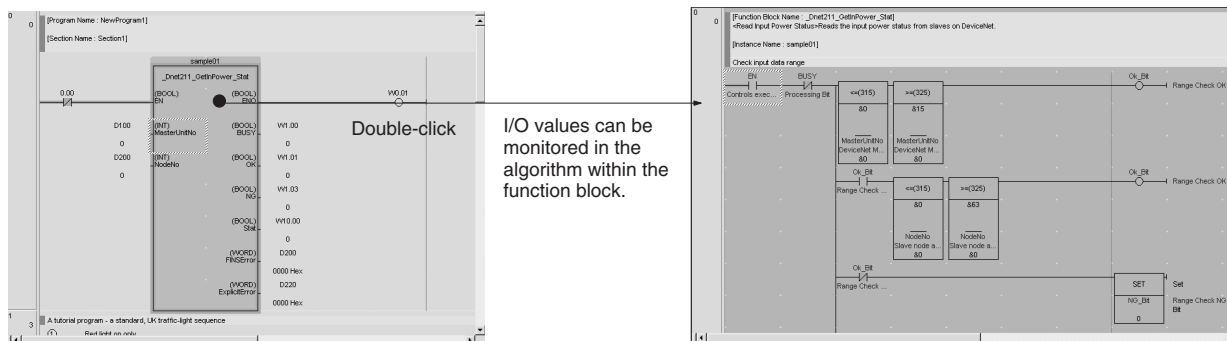 0
0
[Program Name : NewProgram1]
[Section Name : Section1]
sample01
_Dnet211_GetInPower_Stat
0.00
(BOOL)
EN
(BOOL)
ENO
W0.01
D100
(INT)
MasterUnitNo
(BOOL)
BUSY
W1.00
0
0
D200
(INT)
NodeNo
(BOOL)
OK
W1.01
0
0
(BOOL)
NG
W1.03
0
(BOOL)
Stat
W10.00
0
(WORD)
FINSError
D200
0000 Hex
(WORD)
ExplicitError
D220
0000 Hex
1
3
A tutorial program - a standard, UK traffic-light sequence
1
Red light on only
Double-click
I/O values can be
monitored in the
algorithm within the
function block.
0
0
[Function Block Name : _Dnet211_GetInPower_Stat]
<Read Input Power Status>Reads the input power status from slaves on DeviceNet.
[Instance Name : sample01]
Check input data range
EN
BUSY
Ok_Bit
Range Check OK
Controls exec...
Processing Bit
<=(315)
>=(325)
&0
&15
MasterUnitNo
MasterUnitNo
DeviceNet M...
DeviceNet M...
&0
&0
Ok_Bit
Ok_Bit
Range Check OK
Range Check ...
<=(315)
>=(325)
&0
&63
NodeNo
NodeNo
Slave node a...
Slave node a...
&0
&0
Ok_Bit
Range Check ...
SET
Set
NG_Bit
Range Check NG
Bit
0